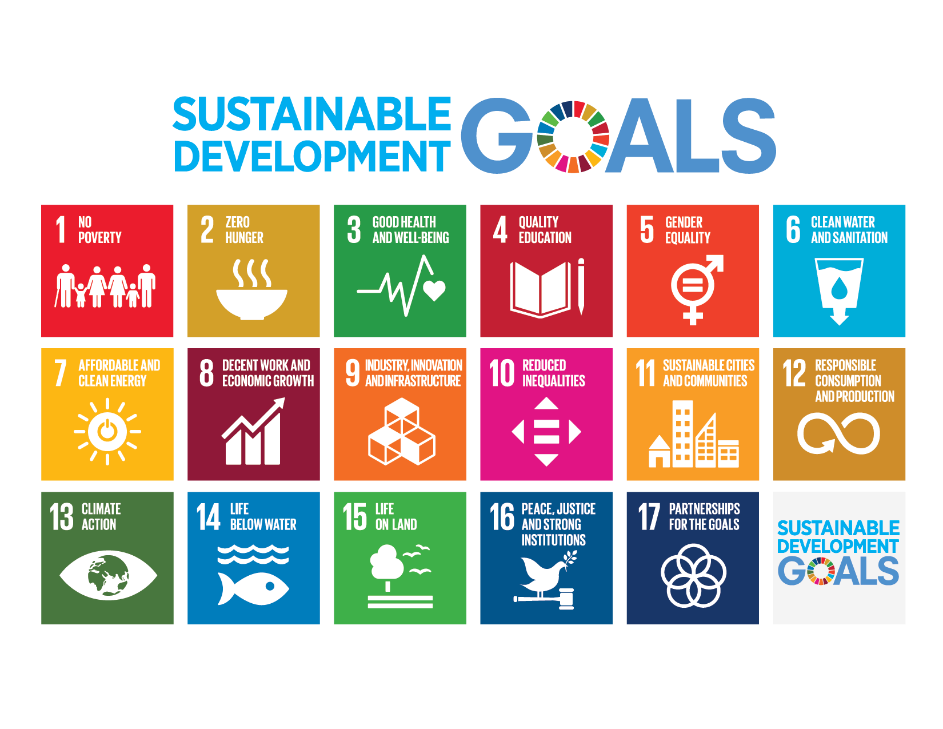 SUSTAINABLE
DEVELOPMENT
GOALS
1 NO
POVERTY
2 ZERO
HUNGER
3 GOOD HEALTH
AND WELL-BEING
4 QUALITY
EDUCATION
5 GENDER
EQUALITY
6 CLEAN WATER
AND SANITATION
7 AFFORDABLE AND
CLEAN ENERGY
8 DECENT WORK AND
ECONOMIC GROWTH
9 INDUSTRY, INNOVATION
AND INFRASTRUCTURE
10 REDUCED
INEQUALITIES
11 SUSTAINABLE CITIES
AND COMMUNITIES
12 RESPONSIBLE
CONSUMPTION
AND PRODUCTION
13 CLIMATE
ACTION
14 LIFE
BELOW WATER
15 LIFE
ON LAND
16 PEACE, JUSTICE
AND STRONG
INSTITUTIONS
17 PARTNERSHIPS
FOR THE GOALS
SUSTAINABLE
DEVELOPMENT
GOALS